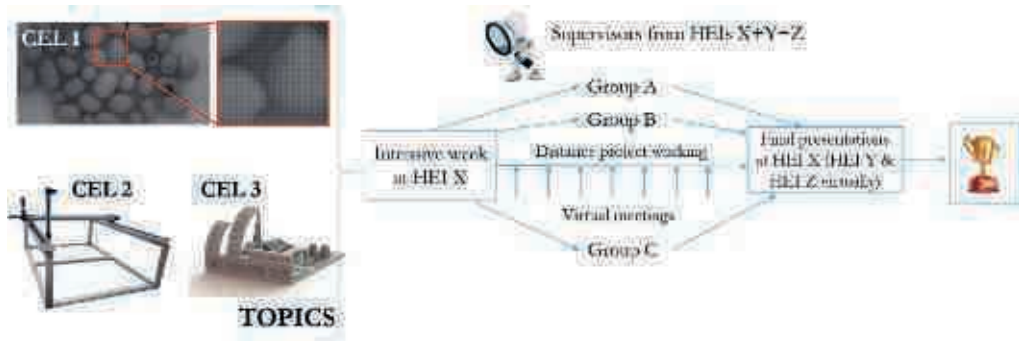 CEL 1
CEL 2
CEL 3
TOPICS
Supervisors from HEIs X+Y+Z
Group A
Group B
Intensive week
at HEI X
Distance project working
Virtual meetings
Group C
Final presentations
at HEI X (HEI Y &
HEI Z virtually)